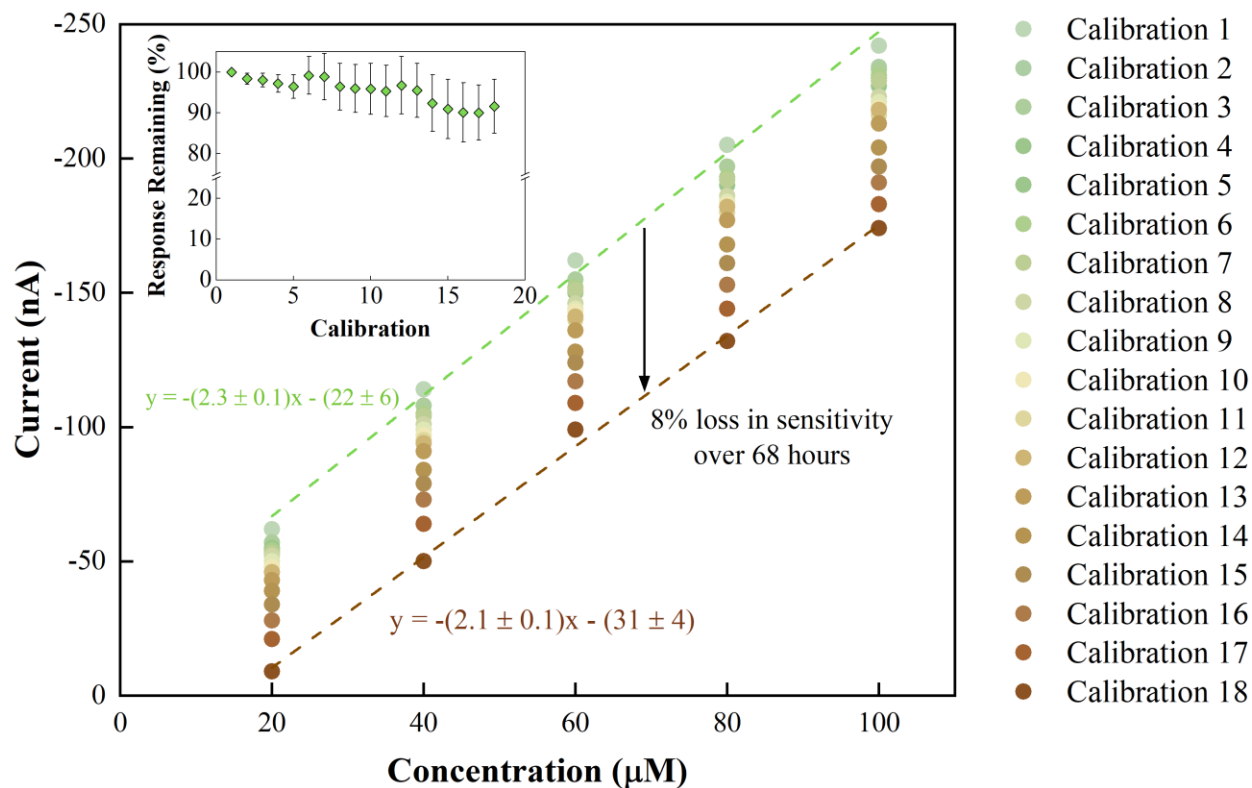 -250
-200
-150
-100
-50
0
Current (nA)
0
20
40
60
80
100
Concentration (μM)
Response Remaining (%)
100
90
80
20
10
0
0
5
10
15
20
Calibration
y = -(2.3 ± 0.1)x - (22 ± 6)
8% loss in sensitivity
over 68 hours
y = -(2.1 ± 0.1)x - (31 ± 4)
Calibration 1
Calibration 2
Calibration 3
Calibration 4
Calibration 5
Calibration 6
Calibration 7
Calibration 8
Calibration 9
Calibration 10
Calibration 11
Calibration 12
Calibration 13
Calibration 14
Calibration 15
Calibration 16
Calibration 17
Calibration 18